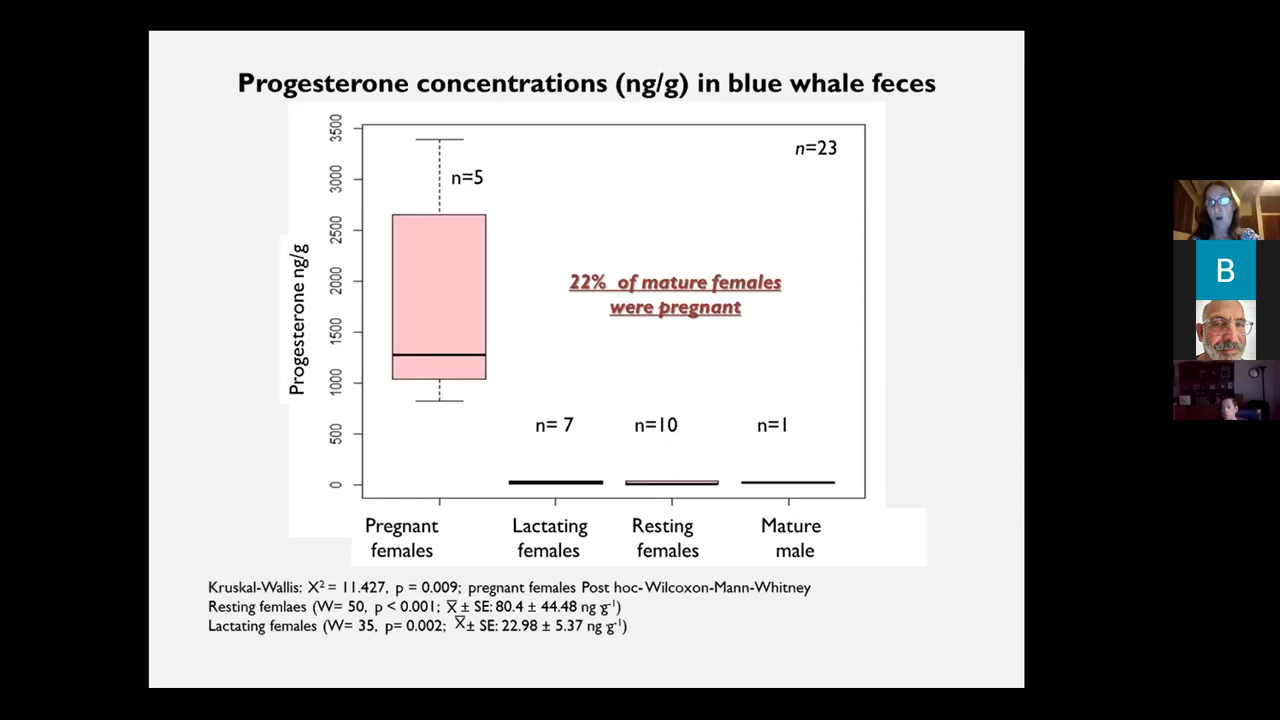 Progesterone concentrations (ng/g) in blue whale feces
n=23
n=5
3500
3000
2500
2000
1500
1000
500
0
Progesterone ng/g
22% of mature females
were pregnant
n= 7
n=10
n=1
Pregnant
females
Lactating
females
Resting
females
Mature
male
Kruskal-Wallis: X² = 11.427, p = 0.009; pregnant females Post hoc-Wilcoxon-Mann-Whitney
Resting femlaes (W= 50, p < 0.001; X̅ ± SE: 80.4 ± 44.48 ng g⁻¹)
Lactating females (W= 35, p= 0.002; X̅ ± SE: 22.98 ± 5.37 ng g⁻¹)
B